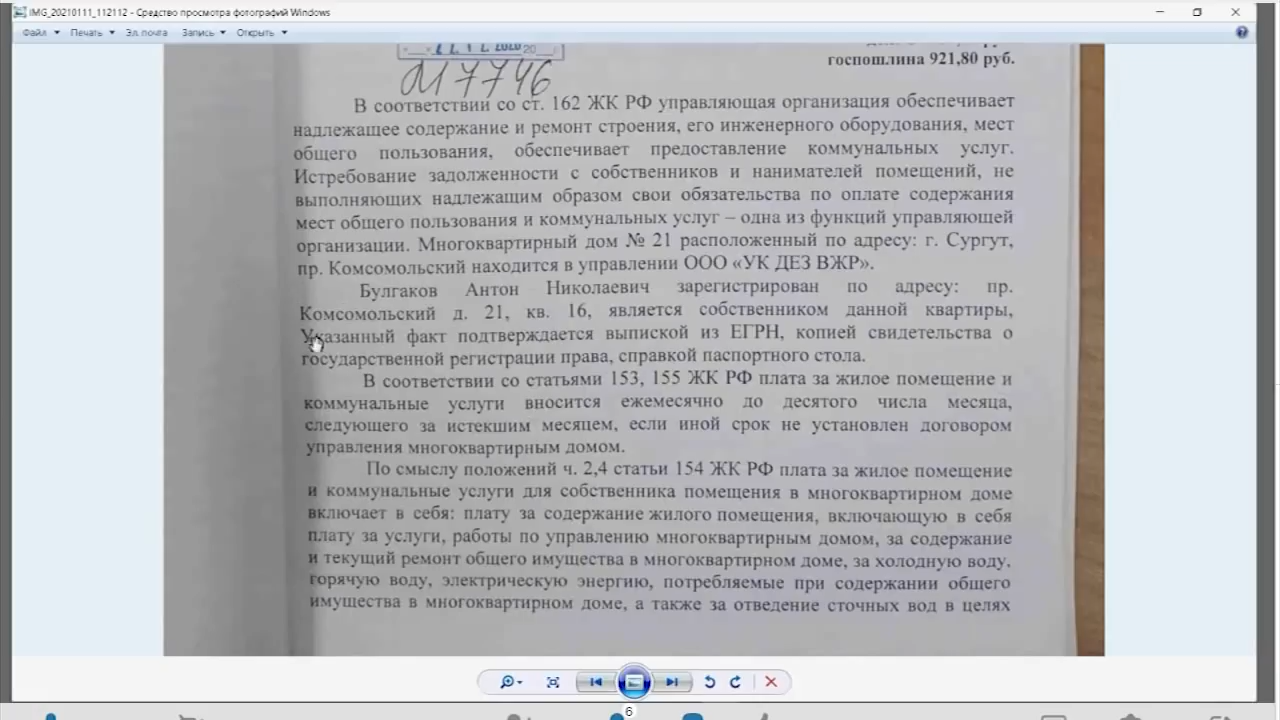 IMG_20210111_112112 - Средство просмотра фотографий Windows
Файл Печать Эл. почта Запись Открыть
2020 20
госпошлина 921,80 руб.
017746
В соответствии со ст. 162 ЖК РФ управляющая организация обеспечивает
надлежащее содержание и ремонт строения, его инженерного оборудования, мест
общего пользования, обеспечивает предоставление коммунальных услуг.
Истребование задолженности с собственников и нанимателей помещений, не
выполняющих надлежащим образом свои обязательства по оплате содержания
мест общего пользования и коммунальных услуг – одна из функций управляющей
организации. Многоквартирный дом № 21 расположенный по адресу: г. Сургут,
пр. Комсомольский находится в управлении ООО «УК ДЕЗ ВЖР».
Булгаков Антон Николаевич зарегистрирован по адресу: пр.
Комсомольский д. 21, кв. 16, является собственником данной квартиры,
Указанный факт подтверждается выпиской из ЕГРН, копией свидетельства о
государственной регистрации права, справкой паспортного стола.
В соответствии со статьями 153, 155 ЖК РФ плата за жилое помещение и
коммунальные услуги вносится ежемесячно до десятого числа месяца,
следующего за истекшим месяцем, если иной срок не установлен договором
управления многоквартирным домом.
По смыслу положений ч. 2,4 статьи 154 ЖК РФ плата за жилое помещение
и коммунальные услуги для собственника помещения в многоквартирном доме
включает в себя: плату за содержание жилого помещения, включающую в себя
плату за услуги, работы по управлению многоквартирным домом, за содержание
и текущий ремонт общего имущества в многоквартирном доме, за холодную воду,
горячую воду, электрическую энергию, потребляемые при содержании общего
имущества в многоквартирном доме, а также за отведение сточных вод в целях
6